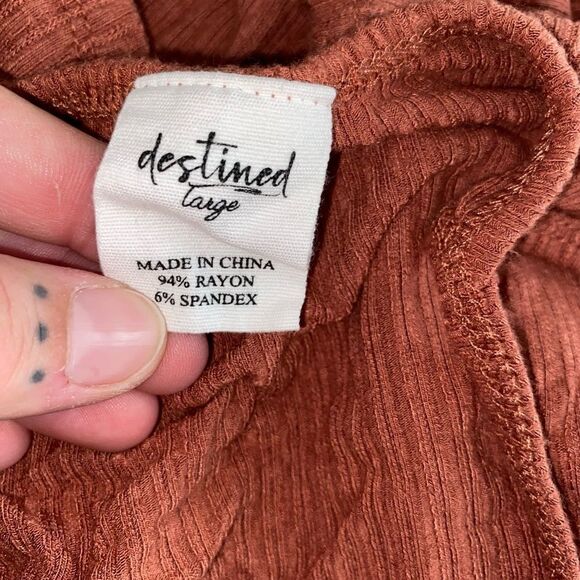 destined
large
MADE IN CHINA
94% RAYON
6% SPANDEX